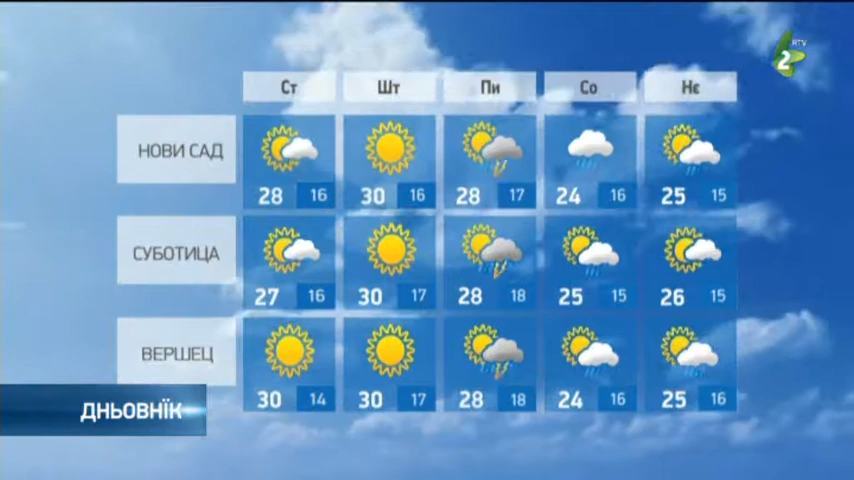 RTV
2
Ст Шт Пи Со Нє
НОВИ САД
28 16 30 16 28 17 24 16 25 15
СУБОТИЦА
27 16 30 17 28 18 25 15 26 15
ВЕРШЕЦ
30 14 30 17 28 18 24 16 25 16
ДНЬОВНЇК